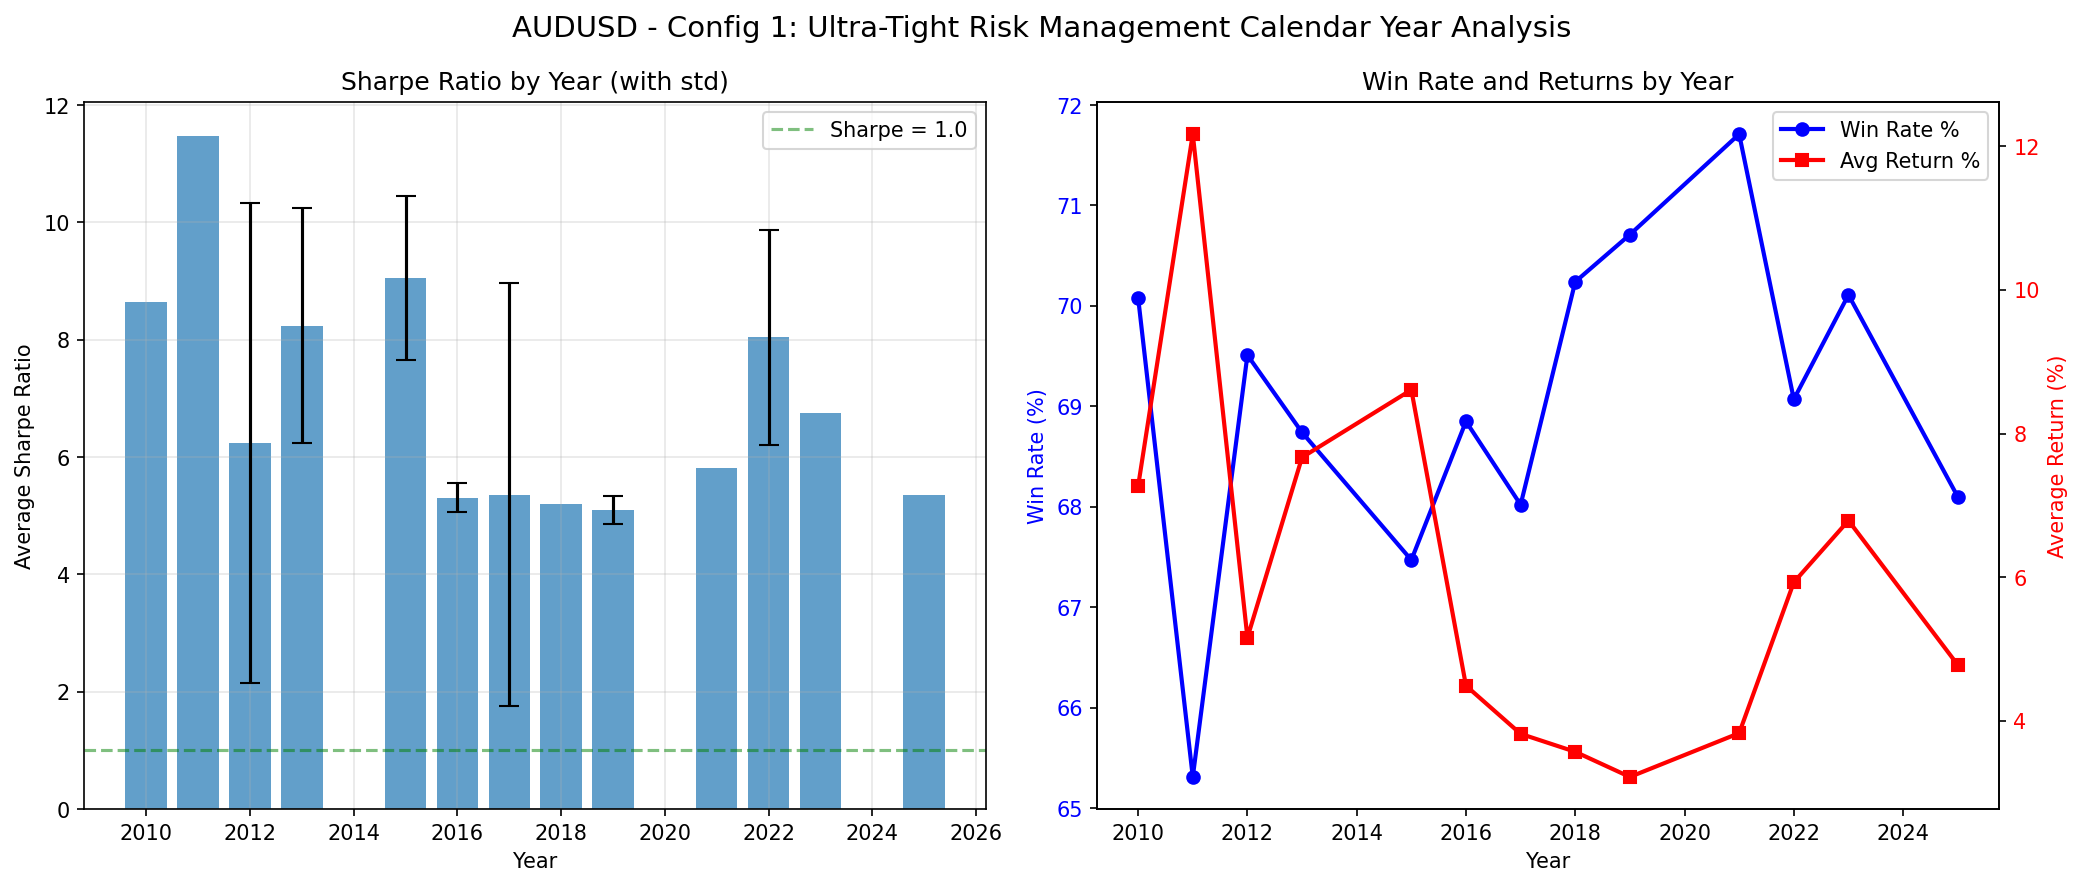 AUDUSD - Config 1: Ultra-Tight Risk Management Calendar Year Analysis
Sharpe Ratio by Year (with std)
Sharpe = 1.0
Average Sharpe Ratio
12
10
8
6
4
2
0
2010 2012 2014 2016 2018 2020 2022 2024 2026
Year
Win Rate and Returns by Year
Win Rate %
Avg Return %
Win Rate (%)
72
71
70
69
68
67
66
65
12
10
8
6
4
Average Return (%)
2010 2012 2014 2016 2018 2020 2022 2024
Year